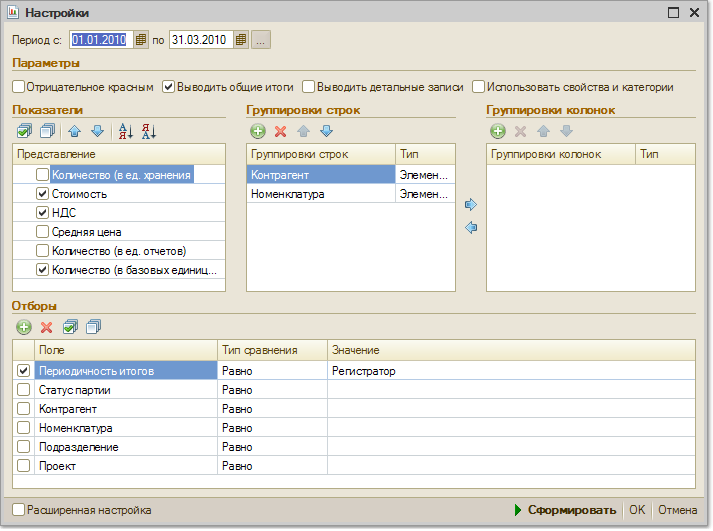 Настройки
Период с: 01.01.2010 по 31.03.2010 ...
Параметры
Отрицательное красным Выводить общие итоги Выводить детальные записи Использовать свойства и категории
Показатели Группировки строк Группировки колонок
Представление Группировки строк Тип Группировки колонок Тип
Количество (в ед. хранения Контрагент Элемен...
Стоимость Номенклатура Элемен...
НДС
Средняя цена
Количество (в ед. отчетов)
Количество (в базовых единиц...
Отборы
Поле Тип сравнения Значение
Периодичность итогов Равно Регистратор
Статус партии Равно
Контрагент Равно
Номенклатура Равно
Подразделение Равно
Проект Равно
Расширенная настройка Сформировать OK Отмена